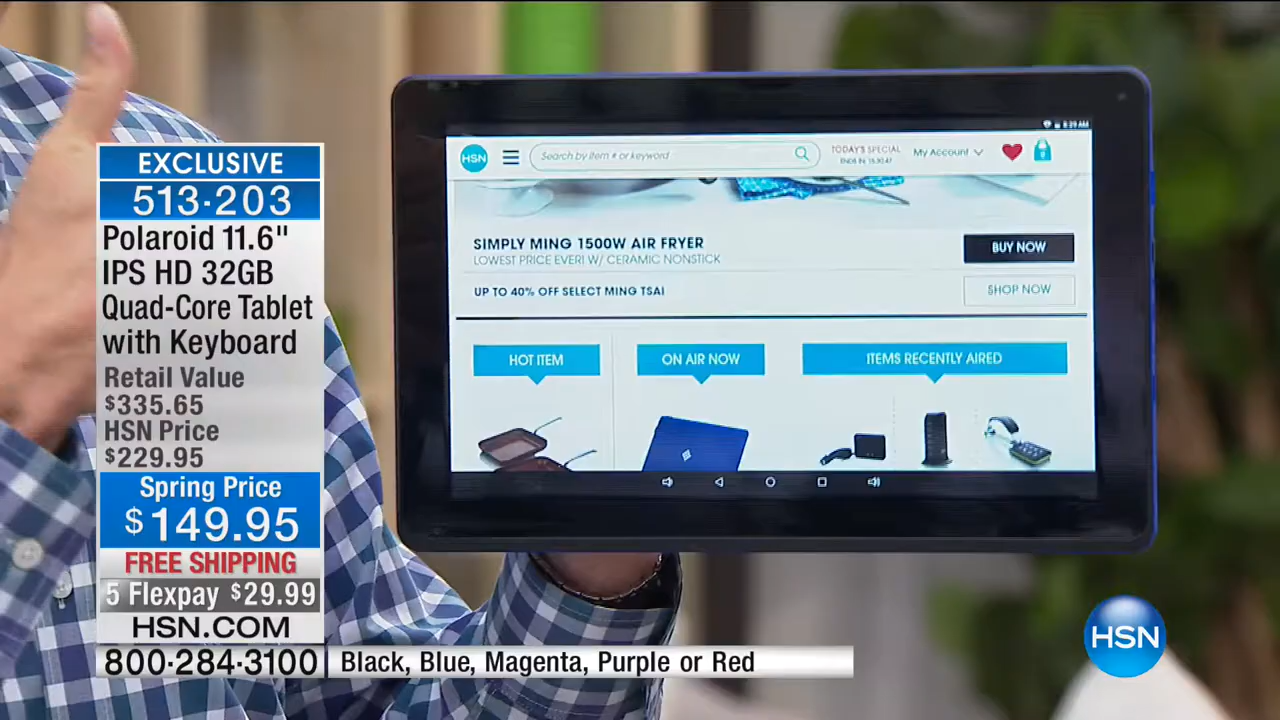 EXCLUSIVE
513-203
Polaroid 11.6"
IPS HD 32GB
Quad-Core Tablet
with Keyboard
Retail Value
$335.65
HSN Price
$229.95
Spring Price
$149.95
FREE SHIPPING
5 Flexpay $29.99
HSN.COM
800-284-3100
Black, Blue, Magenta, Purple or Red
8:39 AM
HSN
Search by item # or keyword
TODAY'S SPECIAL
My Account
SIMPLY MING 1500W AIR FRYER
LOWEST PRICE EVER! W/ CERAMIC NONSTICK
BUY NOW
UP TO 40% OFF SELECT MING TSAI
SHOP NOW
HOT ITEM
ON AIR NOW
ITEMS RECENTLY AIRED
HSN